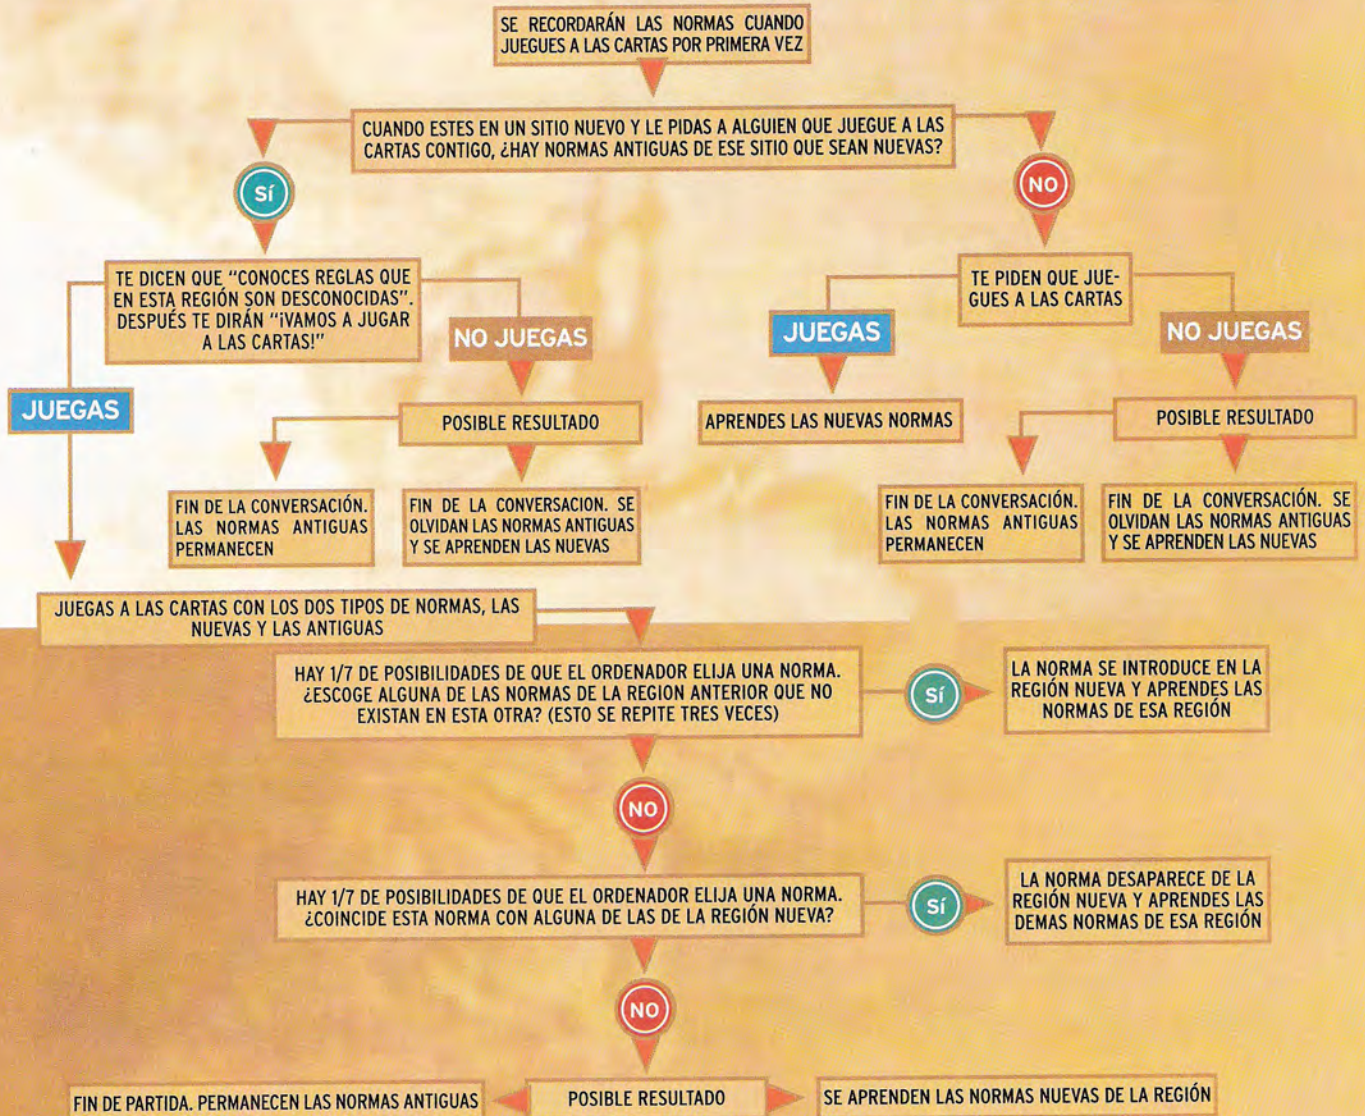 SE RECORDARÁN LAS NORMAS CUANDO
JUEGUES A LAS CARTAS POR PRIMERA VEZ
CUANDO ESTES EN UN SITIO NUEVO Y LE PIDAS A ALGUIEN QUE JUEGUE A LAS
CARTAS CONTIGO, ¿HAY NORMAS ANTIGUAS DE ESE SITIO QUE SEAN NUEVAS?
SÍ
NO
TE DICEN QUE “CONOCES REGLAS QUE
EN ESTA REGIÓN SON DESCONOCIDAS”.
DESPUÉS TE DIRÁN “¡VAMOS A JUGAR
A LAS CARTAS!”
TE PIDEN QUE JUE-
GUES A LAS CARTAS
JUEGAS
NO JUEGAS
JUEGAS
NO JUEGAS
POSIBLE RESULTADO
APRENDES LAS NUEVAS NORMAS
POSIBLE RESULTADO
FIN DE LA CONVERSACIÓN.
LAS NORMAS ANTIGUAS
PERMANECEN
FIN DE LA CONVERSACION. SE
OLVIDAN LAS NORMAS ANTIGUAS
Y SE APRENDEN LAS NUEVAS
FIN DE LA CONVERSACIÓN.
LAS NORMAS ANTIGUAS
PERMANECEN
FIN DE LA CONVERSACIÓN. SE
OLVIDAN LAS NORMAS ANTIGUAS
Y SE APRENDEN LAS NUEVAS
JUEGAS A LAS CARTAS CON LOS DOS TIPOS DE NORMAS, LAS
NUEVAS Y LAS ANTIGUAS
HAY 1/7 DE POSIBILIDADES DE QUE EL ORDENADOR ELIJA UNA NORMA.
¿ESCOGE ALGUNA DE LAS NORMAS DE LA REGION ANTERIOR QUE NO
EXISTAN EN ESTA OTRA? (ESTO SE REPITE TRES VECES)
SÍ
LA NORMA SE INTRODUCE EN LA
REGIÓN NUEVA Y APRENDES LAS
NORMAS DE ESA REGIÓN
NO
HAY 1/7 DE POSIBILIDADES DE QUE EL ORDENADOR ELIJA UNA NORMA.
¿COINCIDE ESTA NORMA CON ALGUNA DE LAS DE LA REGIÓN NUEVA?
SÍ
LA NORMA DESAPARECE DE LA
REGIÓN NUEVA Y APRENDES LAS
DEMAS NORMAS DE ESA REGIÓN
NO
FIN DE PARTIDA. PERMANECEN LAS NORMAS ANTIGUAS
POSIBLE RESULTADO
SE APRENDEN LAS NORMAS NUEVAS DE LA REGIÓN